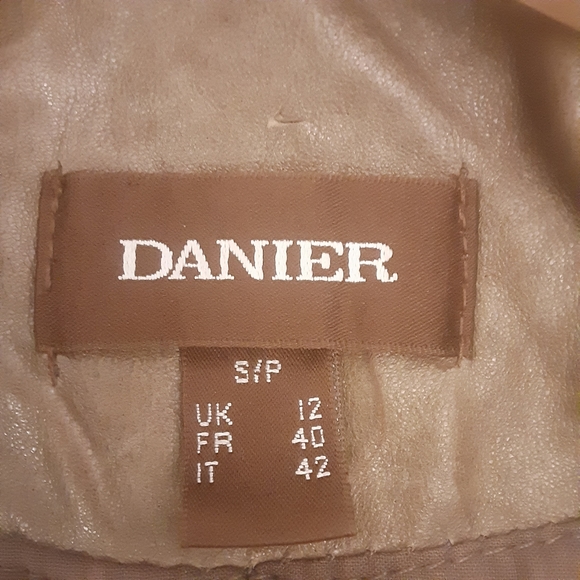 DANIER
S/P
UK 12
FR 40
IT 42